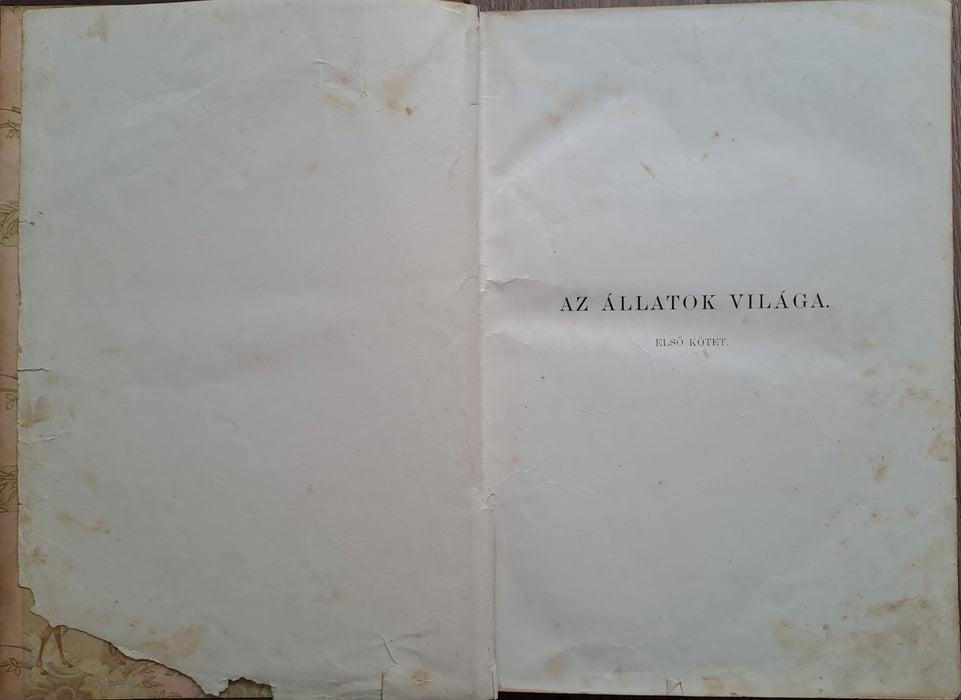 AZ ÁLLATOK VILÁGA.
ELSŐ KÖTET.